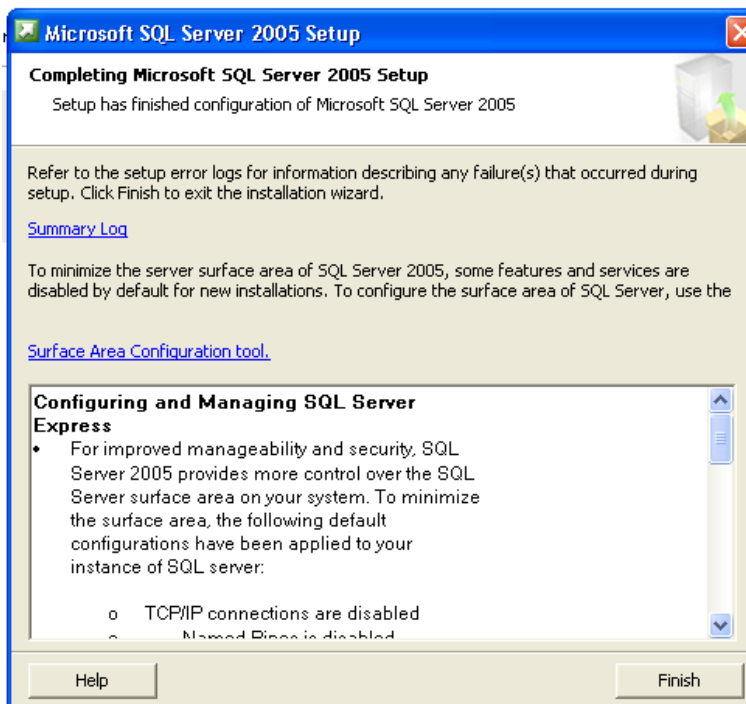 Microsoft SQL Server 2005 Setup
Completing Microsoft SQL Server 2005 Setup
Setup has finished configuration of Microsoft SQL Server 2005
Refer to the setup error logs for information describing any failure(s) that occurred during
setup. Click Finish to exit the installation wizard.
Summary Log
To minimize the server surface area of SQL Server 2005, some features and services are
disabled by default for new installations. To configure the surface area of SQL Server, use the
Surface Area Configuration tool.
Configuring and Managing SQL Server
Express
• For improved manageability and security, SQL
Server 2005 provides more control over the SQL
Server surface area on your system. To minimize
the surface area, the following default
configurations have been applied to your
instance of SQL server:
o TCP/IP connections are disabled
o Named Pipes is disabled
Help
Finish